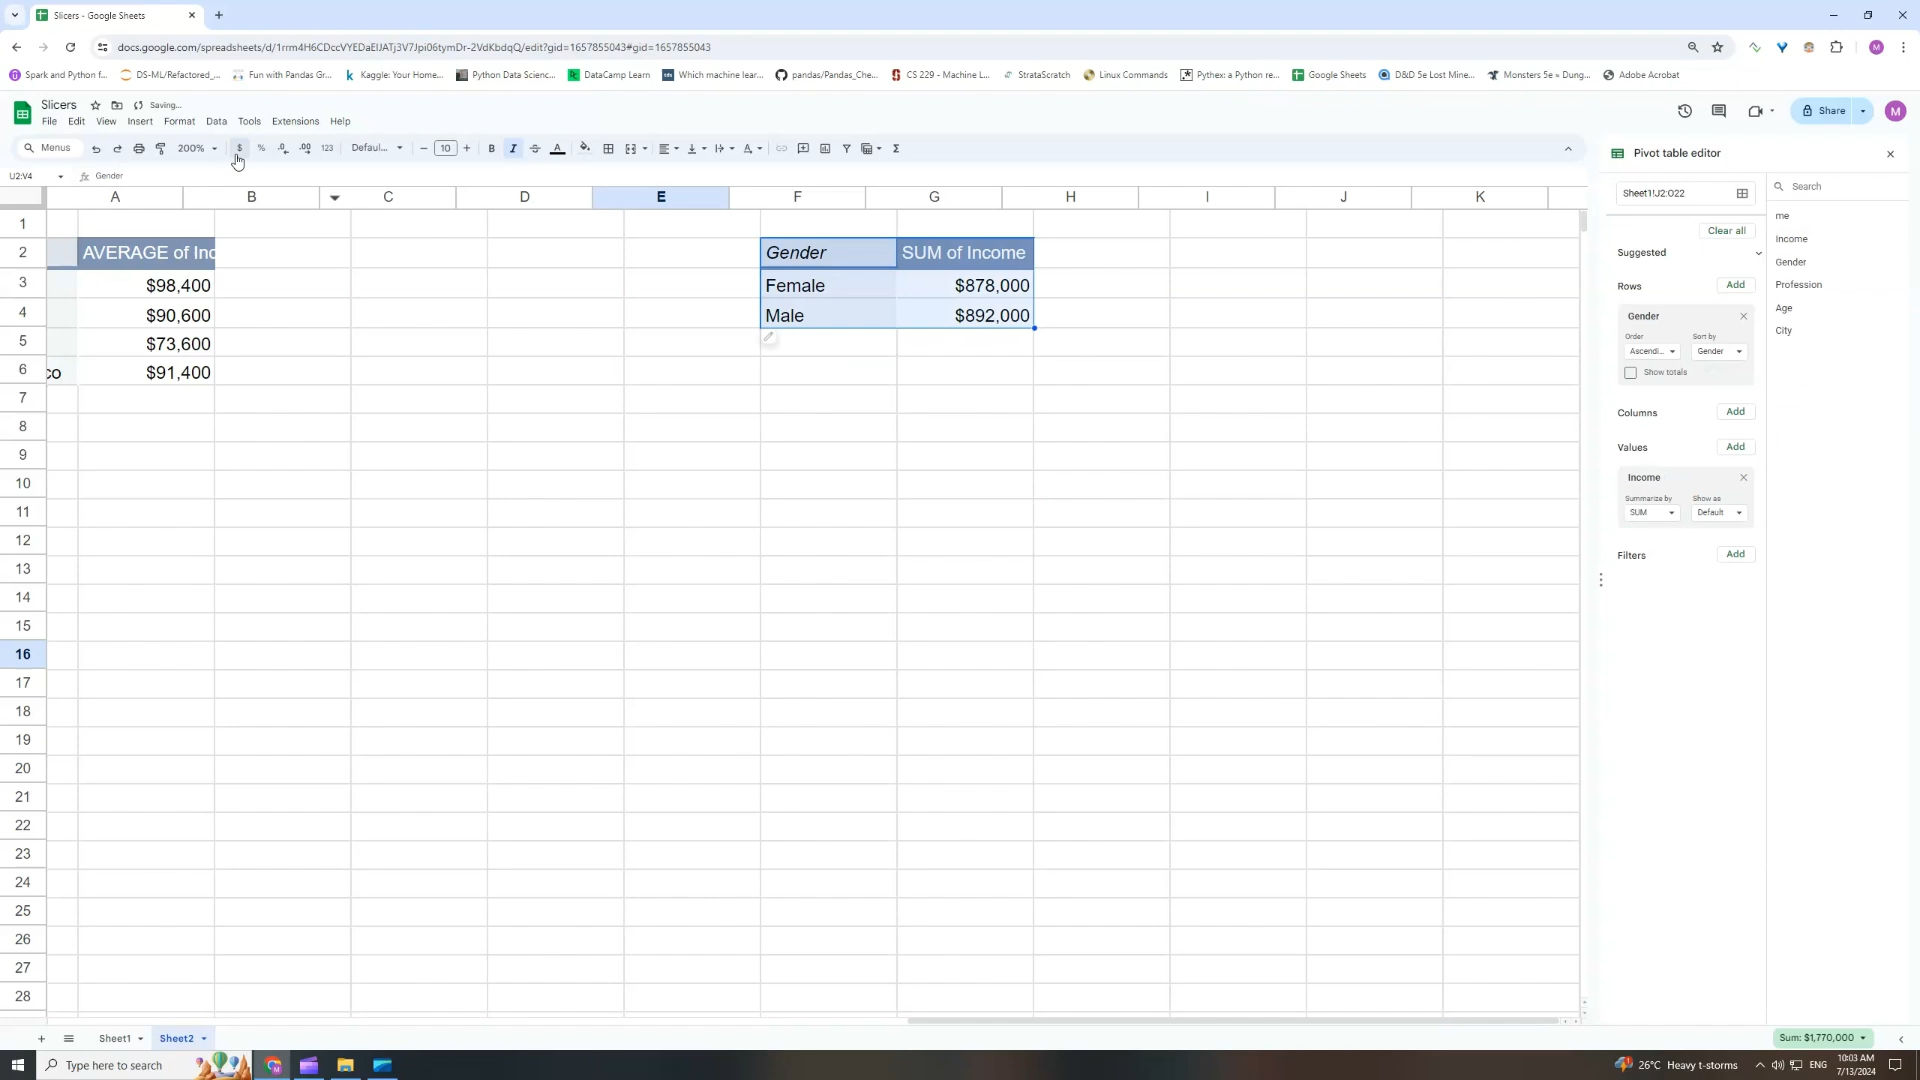 Slicers - Google Sheets
docs.google.com/spreadsheets/d/1rrm4H6CDccVYEDaEIJATj3V7Jpi06tymDr-2VdKbdqQ/edit?gid=1657855043#gid=1657855043
Spark and Python f... DS-ML/Refactored_... Fun with Pandas Gr... Kaggle: Your Home... Python Data Scienc... DataCamp Learn Which machine lear... pandas/Pandas_Che... CS 229 - Machine L... StrataScratch Linux Commands Pythex: a Python re... Google Sheets D&D 5e Lost Mine... Monsters 5e » Dung... Adobe Acrobat
Slicers Saving...
File Edit View Insert Format Data Tools Extensions Help
Share M
Menus 200% $ % .0 .00 123 Defaul... 10 B I A Σ
U2:V4 fx Gender
A B C D E F G H I J K
1
2 AVERAGE of Inc Gender SUM of Income
3 $98,400 Female $878,000
4 $90,600 Male $892,000
5 $73,600
6 co $91,400
7
8
9
10
11
12
13
14
15
16
17
18
19
20
21
22
23
24
25
26
27
28
Pivot table editor
Sheet1!J2:O22
Clear all
Suggested
Rows Add
Gender
Order Sort by
Ascendi... Gender
Show totals
Columns Add
Values Add
Income
Summarize by Show as
SUM Default
Filters Add
Search
me
Income
Gender
Profession
Age
City
Sheet1 Sheet2 Sum: $1,770,000
Type here to search 26°C Heavy t-storms ENG 10:03 AM
7/13/2024